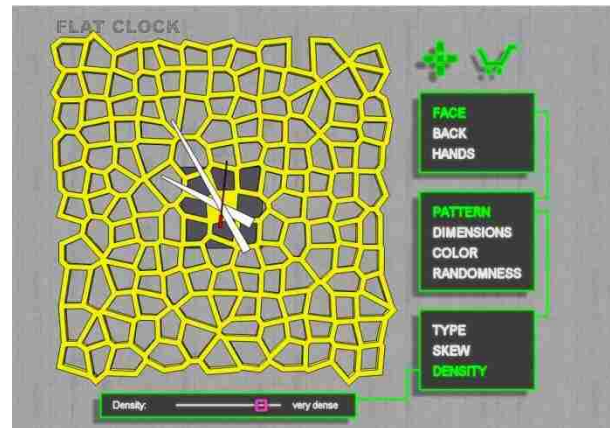 FLAT CLOCK
FACE
BACK
HANDS
PATTERN
DIMENSIONS
COLOR
RANDOMNESS
TYPE
SKEW
DENSITY
Density: very dense